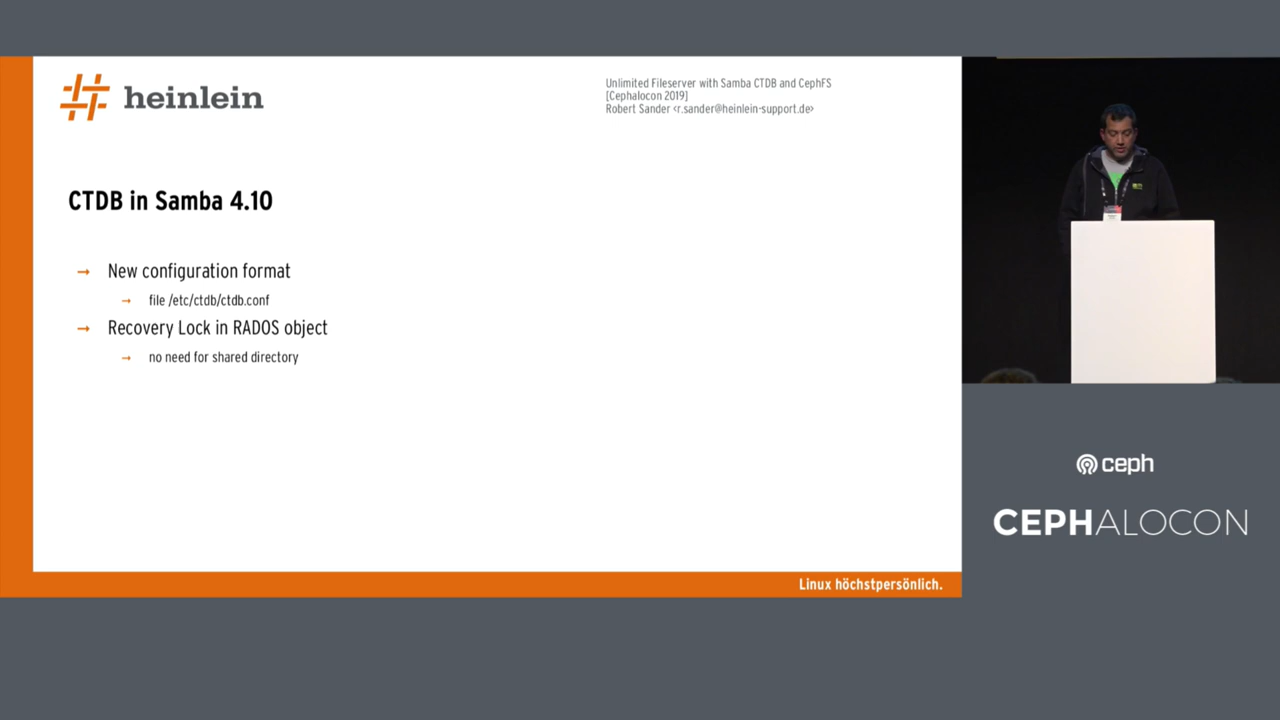 heinlein
Unlimited Fileserver with Samba CTDB and CephFS
[Cephalocon 2019]
Robert Sander <r.sander@heinlein-support.de>
CTDB in Samba 4.10
→ New configuration format
→ file /etc/ctdb/ctdb.conf
→ Recovery Lock in RADOS object
→ no need for shared directory
Linux höchstpersönlich.
ceph
CEPHALOCON